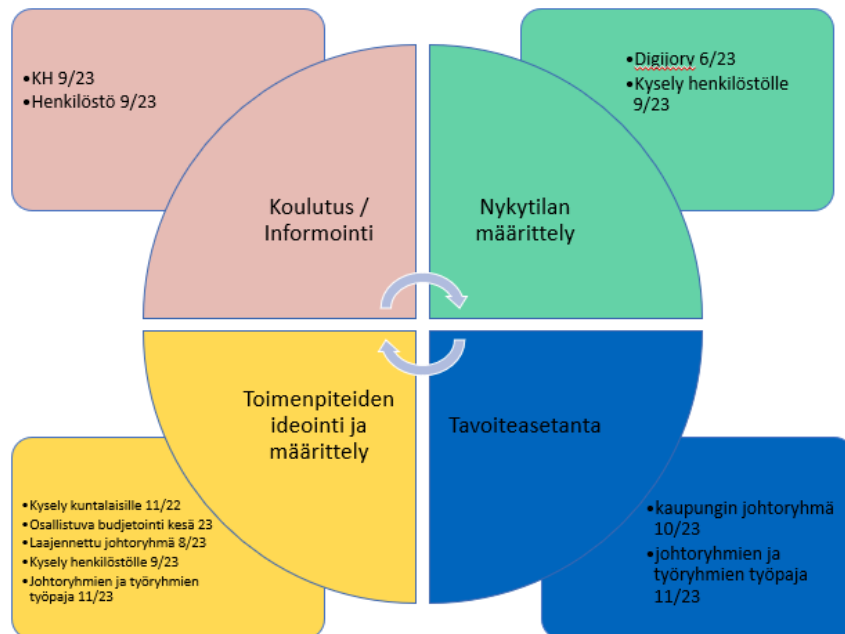 •KH 9/23
•Henkilöstö 9/23
Koulutus /
Informointi
•Digijory 6/23
•Kysely henkilöstölle
9/23
Nykytilan
määrittely
Toimenpiteiden
ideointi ja
määrittely
•Kysely kuntalaisille 11/22
•Osallistuva budjetointi kesä 23
•Laajennettu johtoryhmä 8/23
•Kysely henkilöstölle 9/23
•Johtoryhmien ja työryhmien
työpaja 11/23
Tavoiteasetanta
•kaupungin johtoryhmä
10/23
•johtoryhmien ja
työryhmien työpaja
11/23